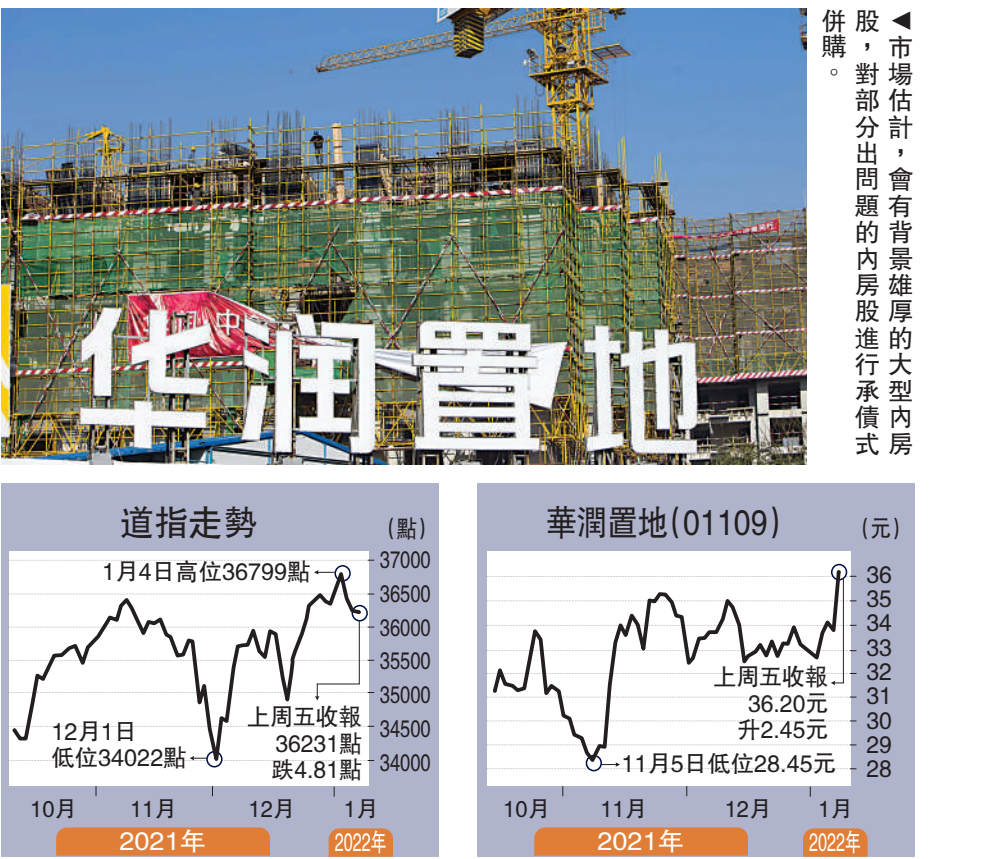 ◀市場估計，會有背景雄厚的大型內房
股，對部分出問題的內房股進行承債式
併購。
中
华润置地
道指走勢
(點)
1月4日高位36799點
37000
36500
36000
35500
35000
34500
34000
12月1日
低位34022點
上周五收報
36231點
跌4.81點
10月
11月
12月
1月
2021年
2022年
華潤置地(01109)
(元)
36
35
34
33
32
31
30
29
28
上周五收報
36.20元
升2.45元
11月5日低位28.45元
10月
11月
12月
1月
2021年
2022年